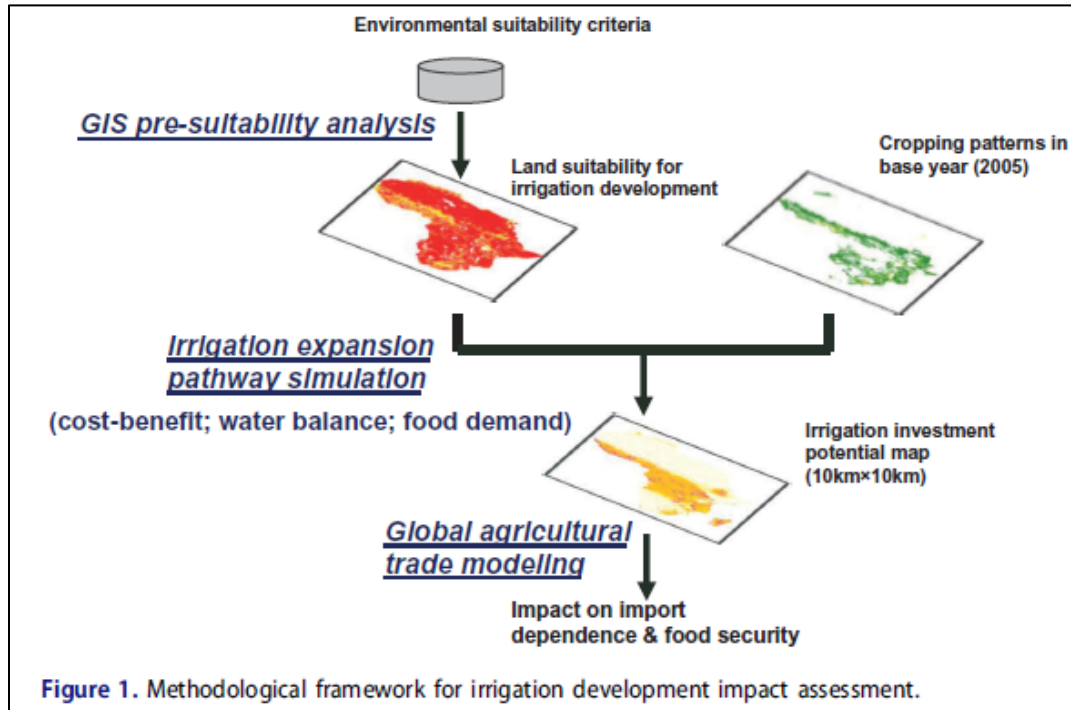 Environmental suitability criteria
GIS pre-suitability analysis
Land suitability for
irrigation development
Cropping patterns in
base year (2005)
Irrigation expansion
pathway simulation
(cost-benefit; water balance; food demand)
Irrigation investment
potential map
(10km×10km)
Global agricultural
trade modeling
Impact on import
dependence & food security
Figure 1. Methodological framework for irrigation development impact assessment.